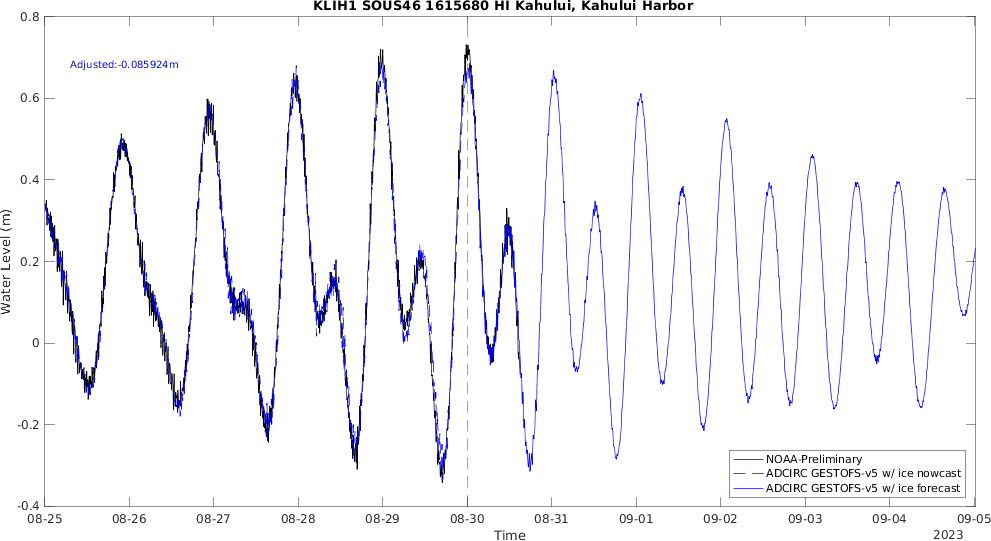 KLIH1 SOUS46 1615680 HI Kahului, Kahului Harbor
Adjusted:-0.085924m
Water Level (m)
0.8
0.6
0.4
0.2
0
-0.2
-0.4
NOAA-Preliminary
ADCIRC GESTOFS-v5 w/ ice nowcast
ADCIRC GESTOFS-v5 w/ ice forecast
08-25 08-26 08-27 08-28 08-29 08-30 08-31 09-01 09-02 09-03 09-04 09-05
Time
2023